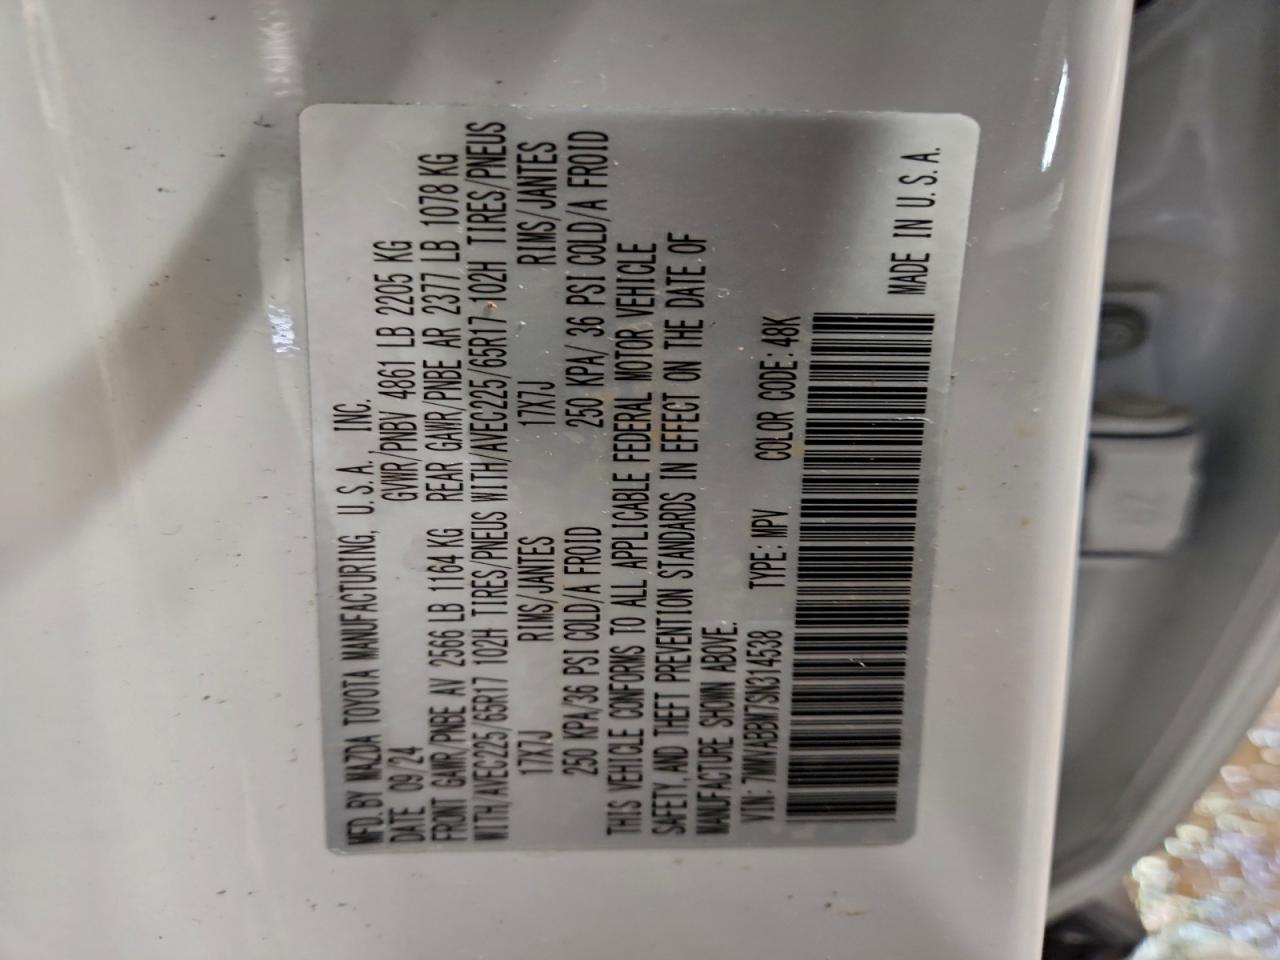 MFD.BY MAZDA TOYOTA MANUFACTURING, U.S.A., INC.
DATE 09/24 GVWR/PNBV 4861 LB 2205 KG
FRONT GAWR/PNBE AV 2566 LB 1164 KG REAR GAWR/PNBE AR 2377 LB 1078 KG
WITH/AVEC225/65R17 102H TIRES/PNEUS WITH/AVEC225/65R17 102H TIRES/PNEUS
17X7J RIMS/JANTES 17X7J RIMS/JANTES
250 KPA/36 PSI COLD/A FROID 250 KPA/ 36 PSI COLD/A FROID
THIS VEHICLE CONFORMS TO ALL APPLICABLE FEDERAL MOTOR VEHICLE
SAFETY, AND THEFT PREVENTION STANDARDS IN EFFECT ON THE DATE OF
MANUFACTURE SHOWN ABOVE.
VIN: 7MMVABBM7SN314538 TYPE: MPV COLOR CODE: 48K
MADE IN U.S.A.